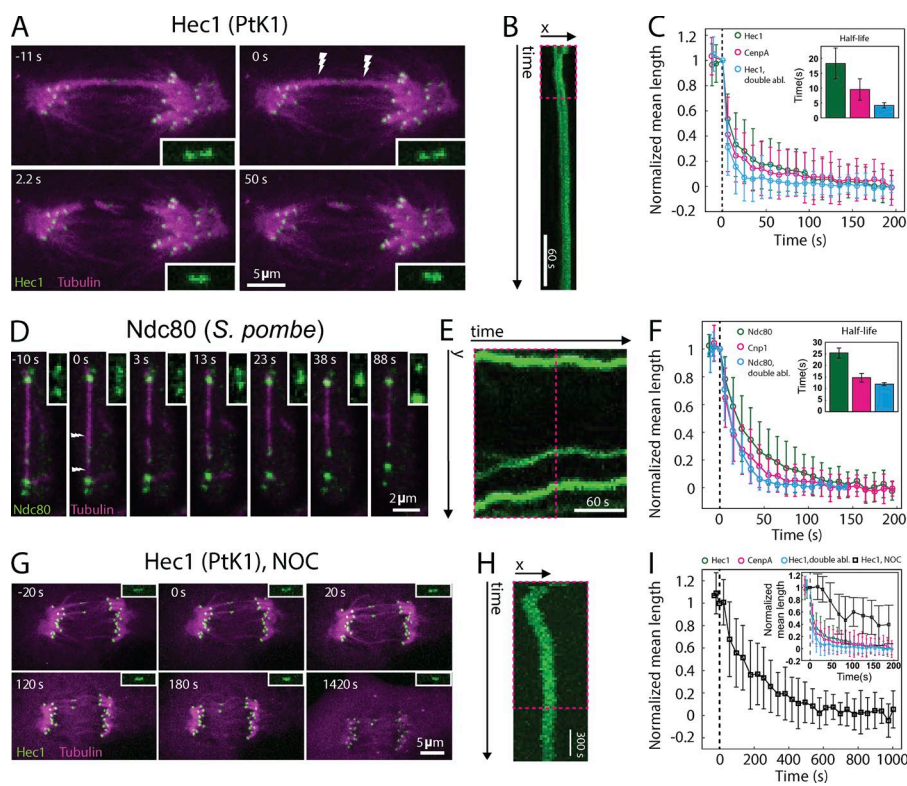 A
Hec1 (PtK1)
-11 s
0 s
2.2 s
50 s
Hec1 Tubulin
5µm
B
x
time
60 s
C
Hec1
CenpA
Hec1,
double abl.
Half-life
Time(s)
25
20
15
10
5
0
Normalized mean length
1.2
1
0.8
0.6
0.4
0.2
0
-0.2
0 50 100 150 200
Time (s)
D
Ndc80 (S. pombe)
-10 s 0 s 3 s 13 s 23 s 38 s 88 s
Ndc80 Tubulin
2µm
E
time
y
60 s
F
Ndc80
Cnp1
Ndc80,
double abl.
Half-life
Time(s)
30
25
20
15
10
5
0
Normalized mean length
1.2
1
0.8
0.6
0.4
0.2
0
0 50 100 150 200
Time (s)
G
Hec1 (PtK1), NOC
-20 s
0 s
20 s
120 s
180 s
1420 s
Hec1 Tubulin
5µm
H
x
time
300 s
I
Hec1 CenpA Hec1,double abl. Hec1, NOC
Normalized mean length
1.2
1
0.8
0.6
0.4
0.2
0
-0.2
0 200 400 600 800 1000
Time (s)
Normalized
mean length
1.2
1
0.8
0.4
0.2
0
-0.2
0 50 100 150 200
Time(s)